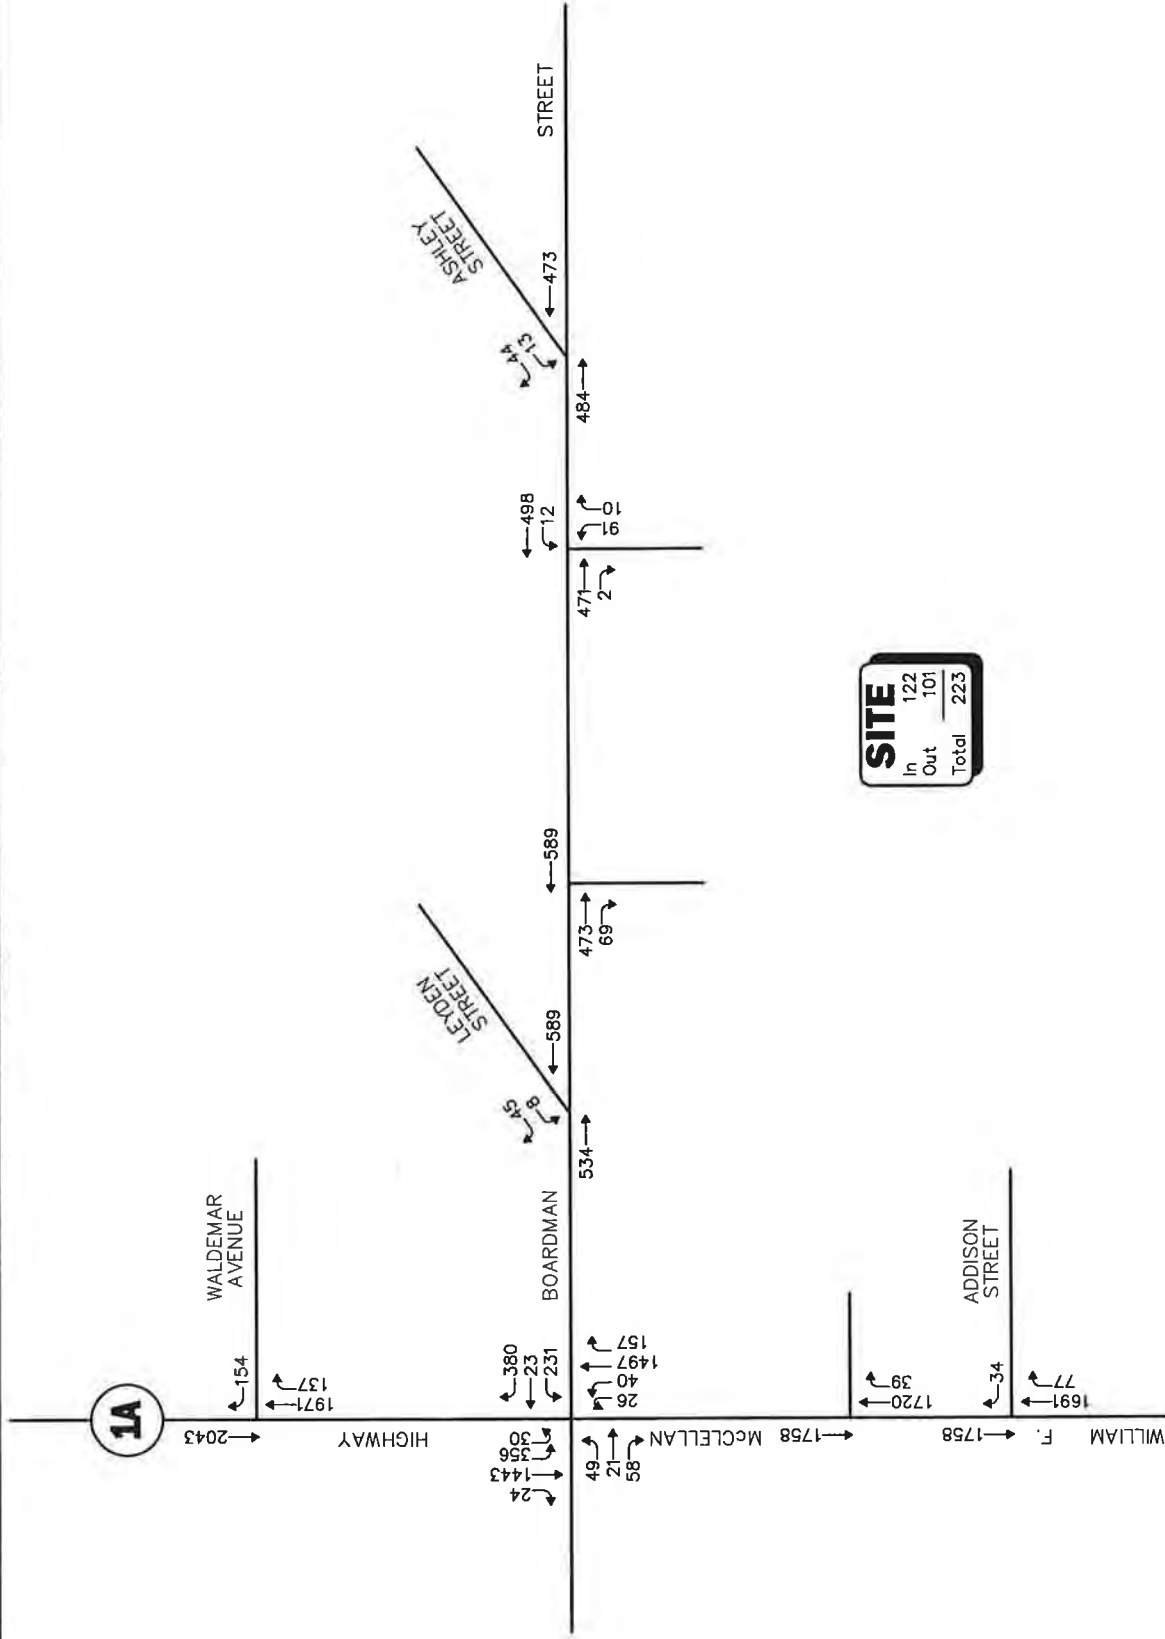 STREET
ASHLEY
STREET
473
13
44
484
498
12
10
91
471
2
SITE
In 122
Out 101
Total 223
589
473
69
LEYDEN
STREET
589
8
45
534
WALDEMAR
AVENUE
BOARDMAN
ADDISON
STREET
154
137
1971
380
23
231
157
1497
40
26
39
1720
34
77
1691
1A
2043
HIGHWAY
30
356
1443
24
49
21
58
McCLELLAN
1758
1758
F.
WILLIAM